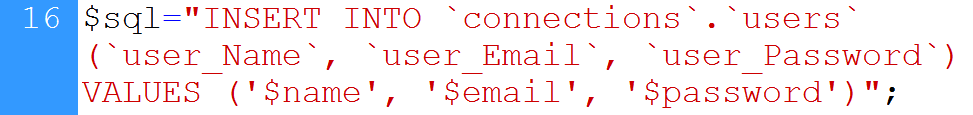 16 $sql="INSERT INTO `connections`.`users`
(`user_Name`, `user_Email`, `user_Password`)
VALUES ('$name', '$email', '$password')";